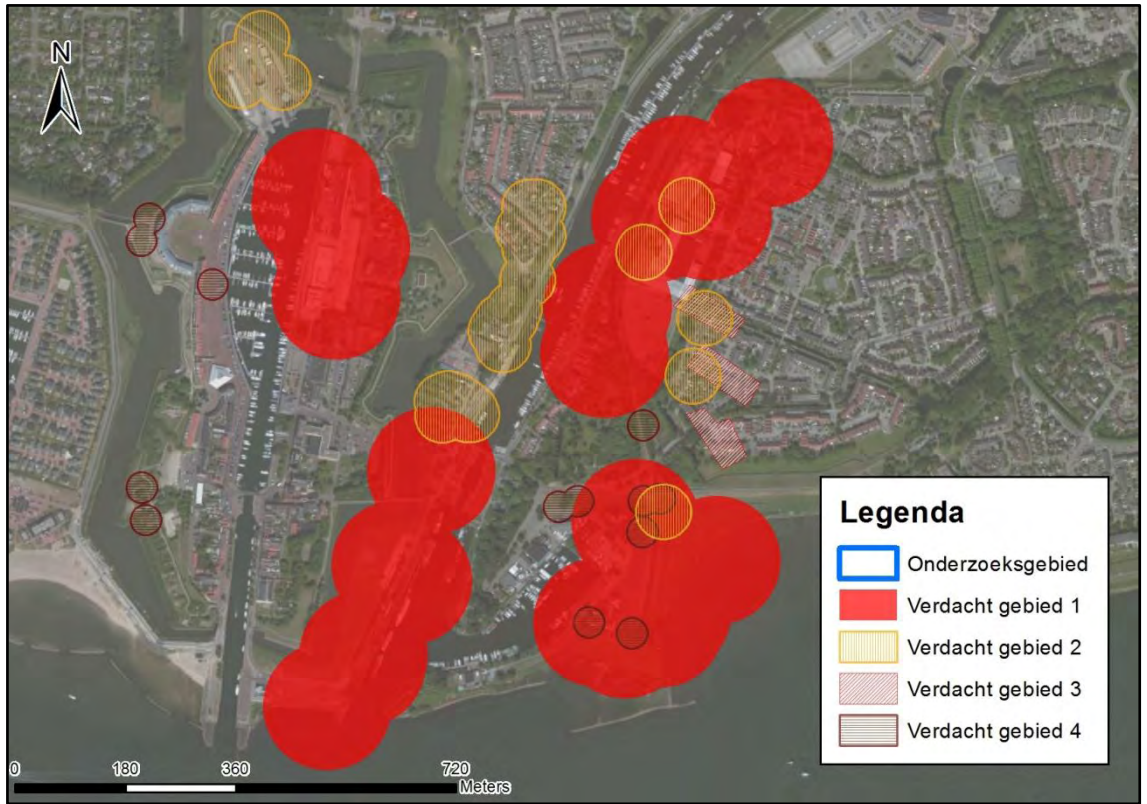 N
Legenda
Onderzoeksgebied
Verdacht gebied 1
Verdacht gebied 2
Verdacht gebied 3
Verdacht gebied 4
0 180 360 720
Meters